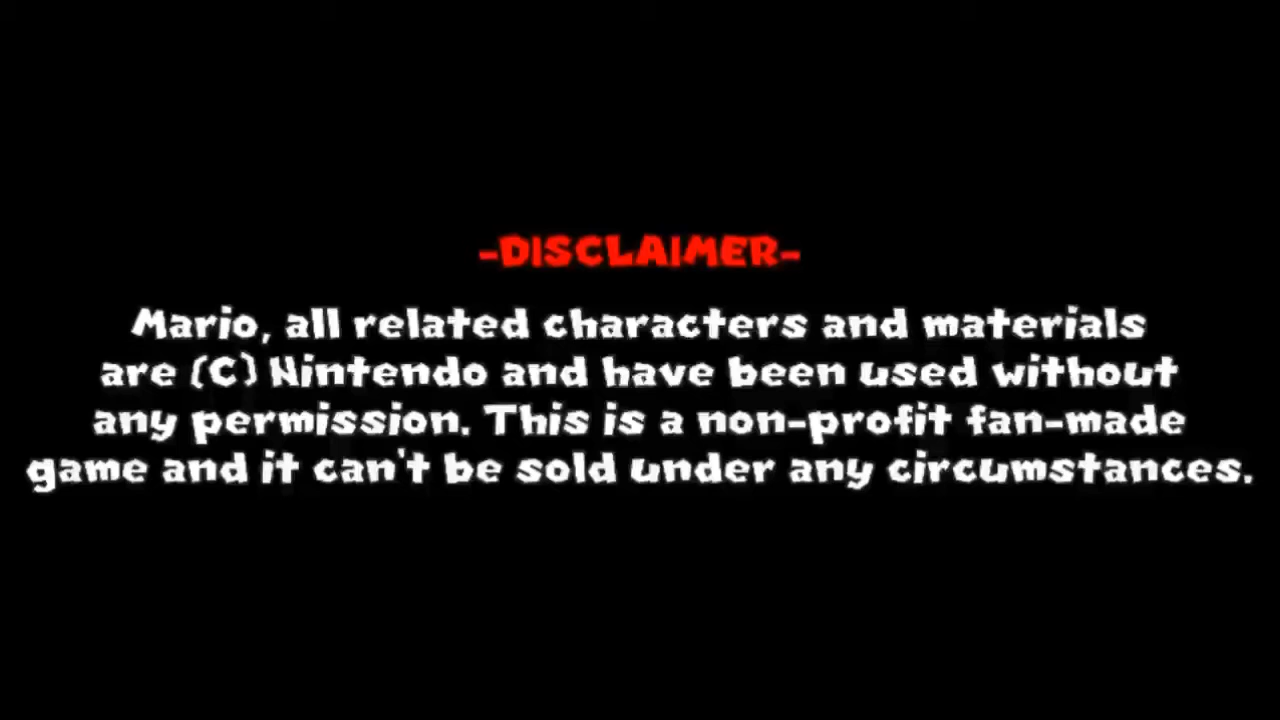 -DISCLAIMER-
Mario, all related characters and materials
are (C) Nintendo and have been used without
any permission. This is a non-profit fan-made
game and it can't be sold under any circumstances.